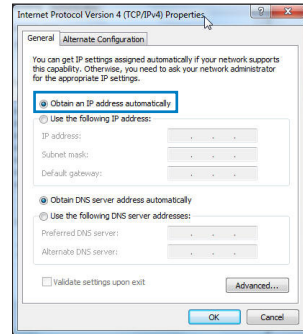 Internet Protocol Version 4 (TCP/IPv4) Properties
General
Alternate Configuration
You can get IP settings assigned automatically if your network supports
this capability. Otherwise, you need to ask your network administrator
for the appropriate IP settings.
Obtain an IP address automatically
Use the following IP address:
IP address:
Subnet mask:
Default gateway:
Obtain DNS server address automatically
Use the following DNS server addresses:
Preferred DNS server:
Alternate DNS server:
Validate settings upon exit
Advanced...
OK
Cancel